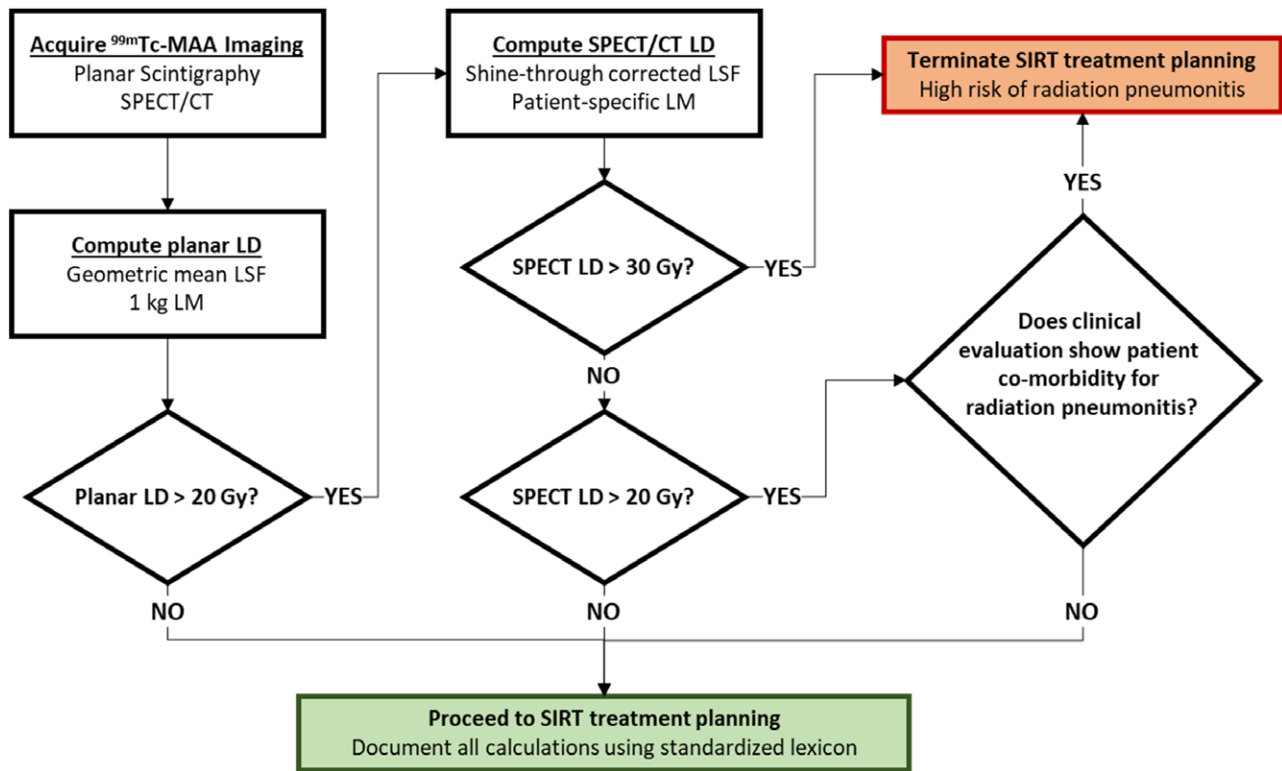 Acquire ⁹⁹ᵐTc-MAA Imaging
Planar Scintigraphy
SPECT/CT
Compute planar LD
Geometric mean LSF
1 kg LM
Planar LD > 20 Gy?
YES
NO
Compute SPECT/CT LD
Shine-through corrected LSF
Patient-specific LM
SPECT LD > 30 Gy?
YES
NO
SPECT LD > 20 Gy?
YES
NO
Terminate SIRT treatment planning
High risk of radiation pneumonitis
YES
Does clinical
evaluation show patient
co-morbidity for
radiation pneumonitis?
NO
Proceed to SIRT treatment planning
Document all calculations using standardized lexicon